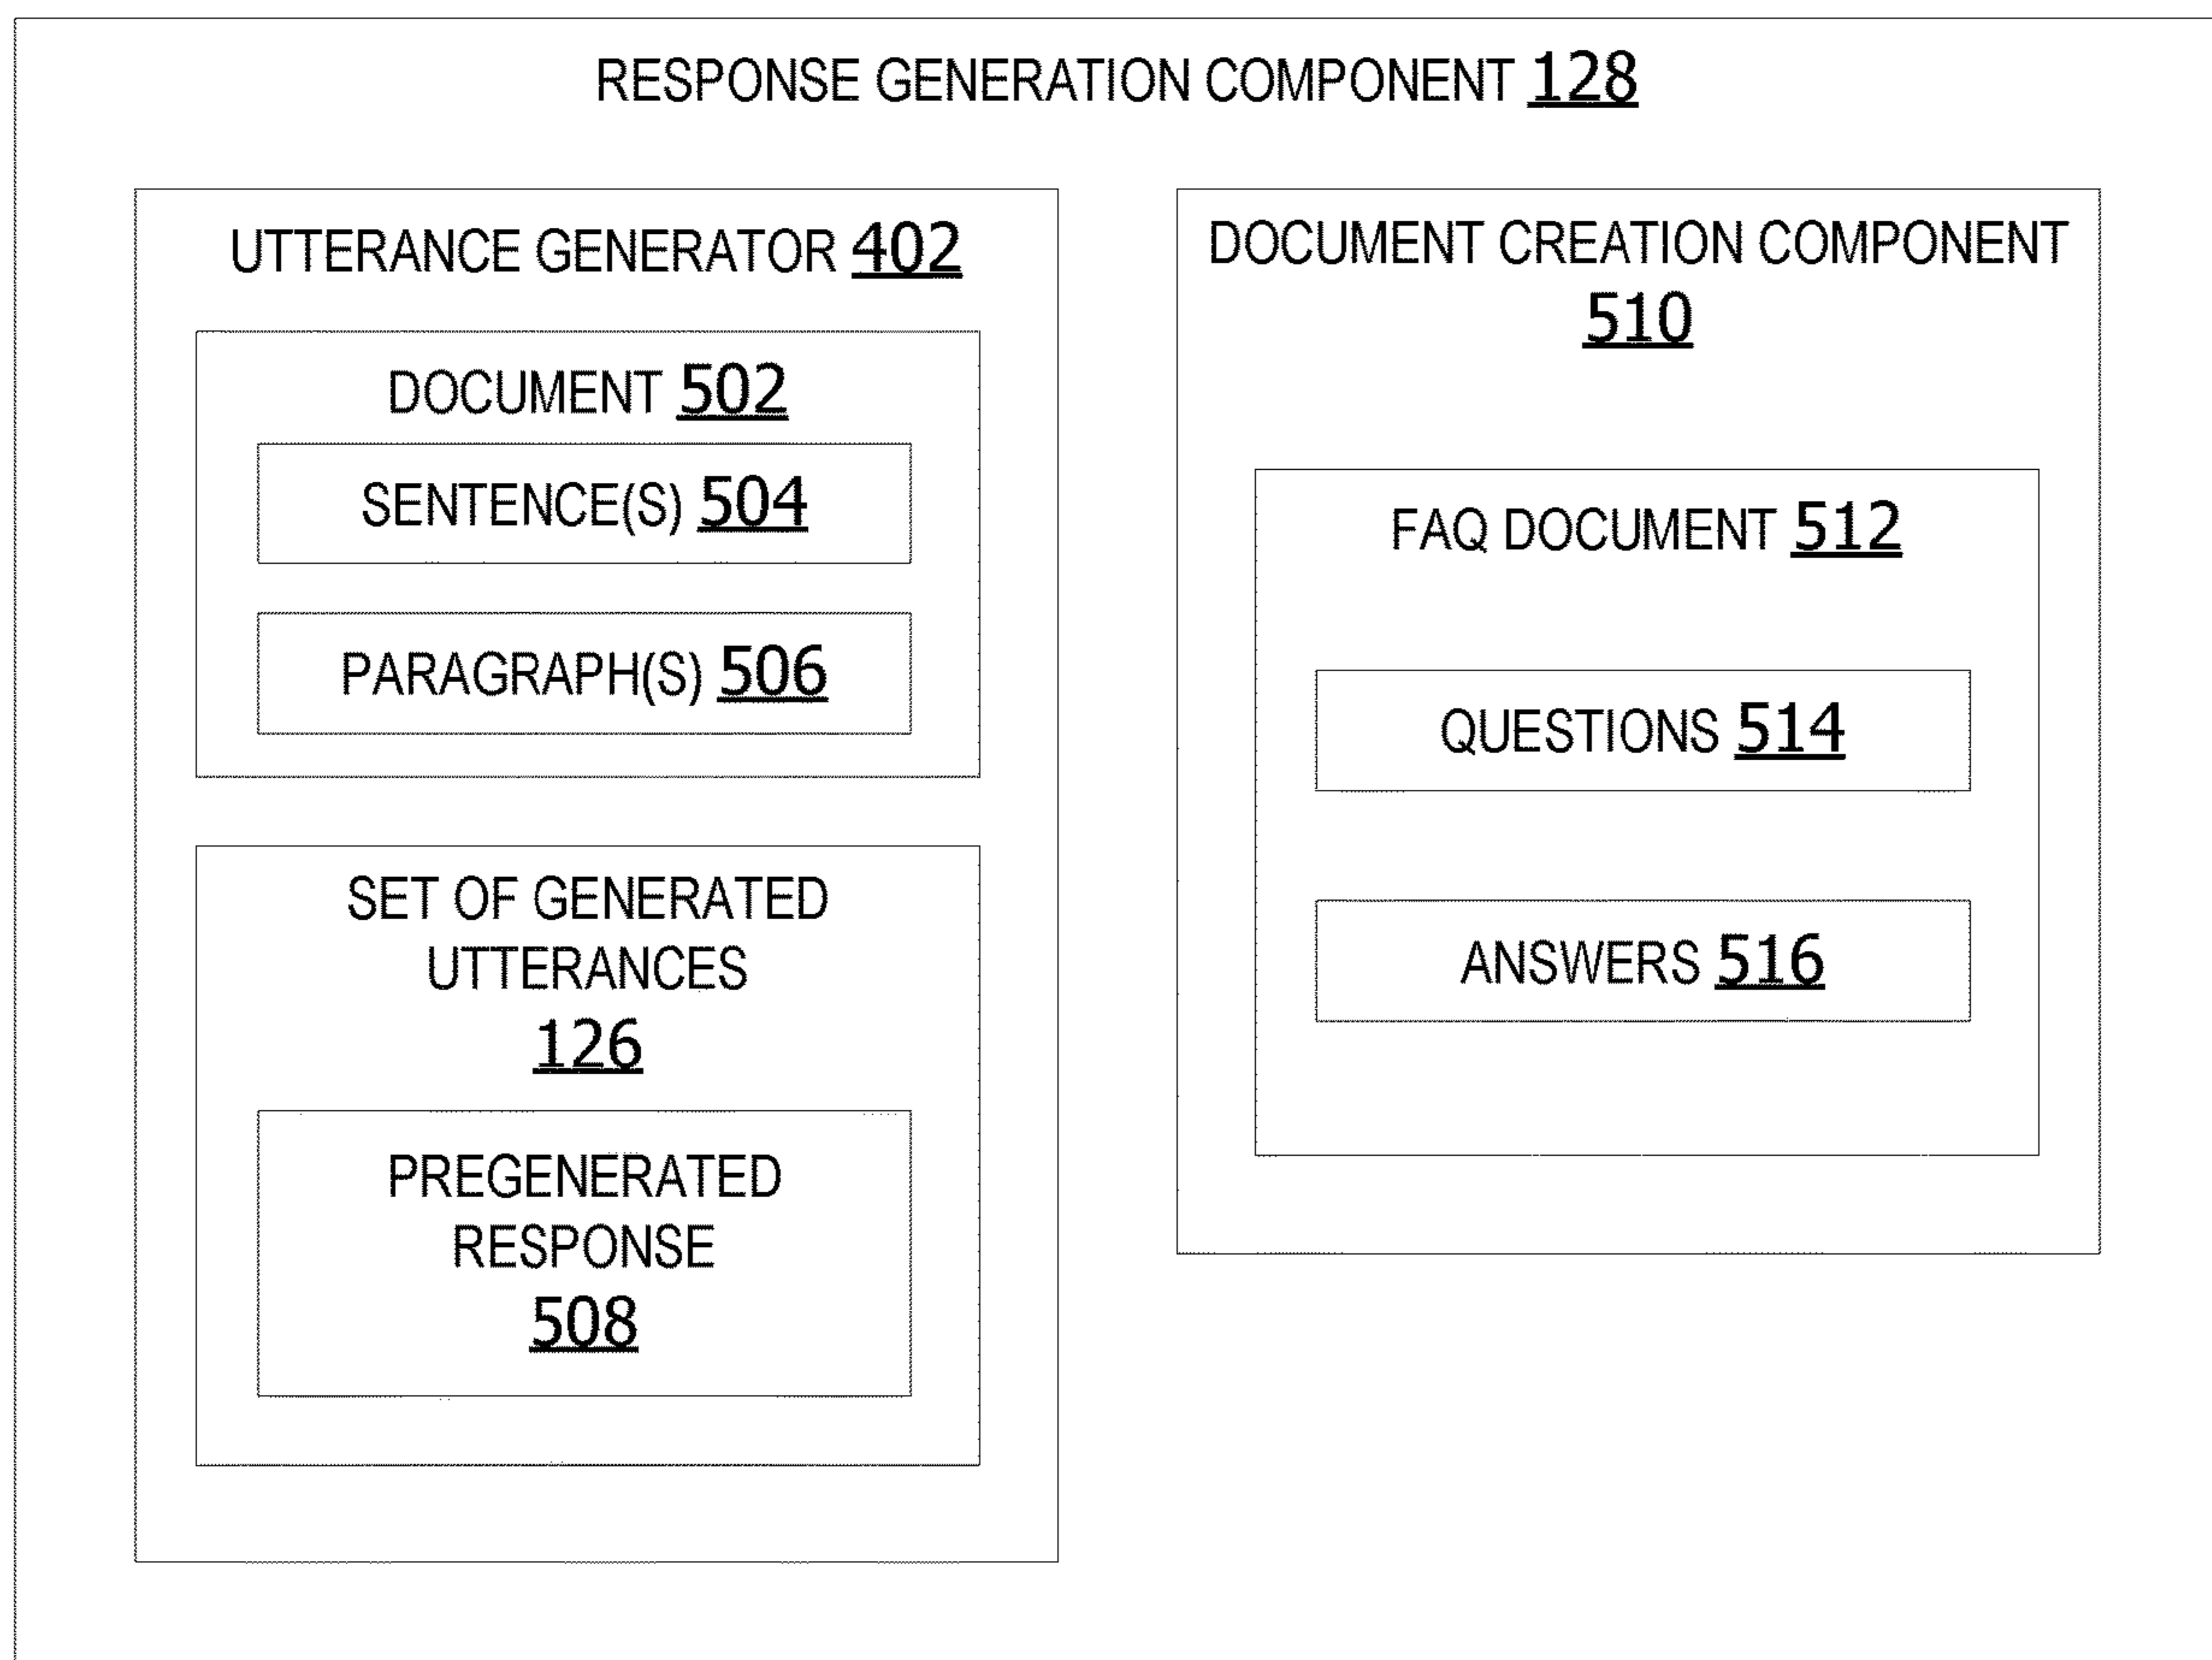 RESPONSE GENERATION COMPONENT 128
UTTERANCE GENERATOR 402
DOCUMENT 502
SENTENCE(S) 504
PARAGRAPH(S) 506
SET OF GENERATED
UTTERANCES
126
PREGENERATED
RESPONSE
508
DOCUMENT CREATION COMPONENT
510
FAQ DOCUMENT 512
QUESTIONS 514
ANSWERS 516